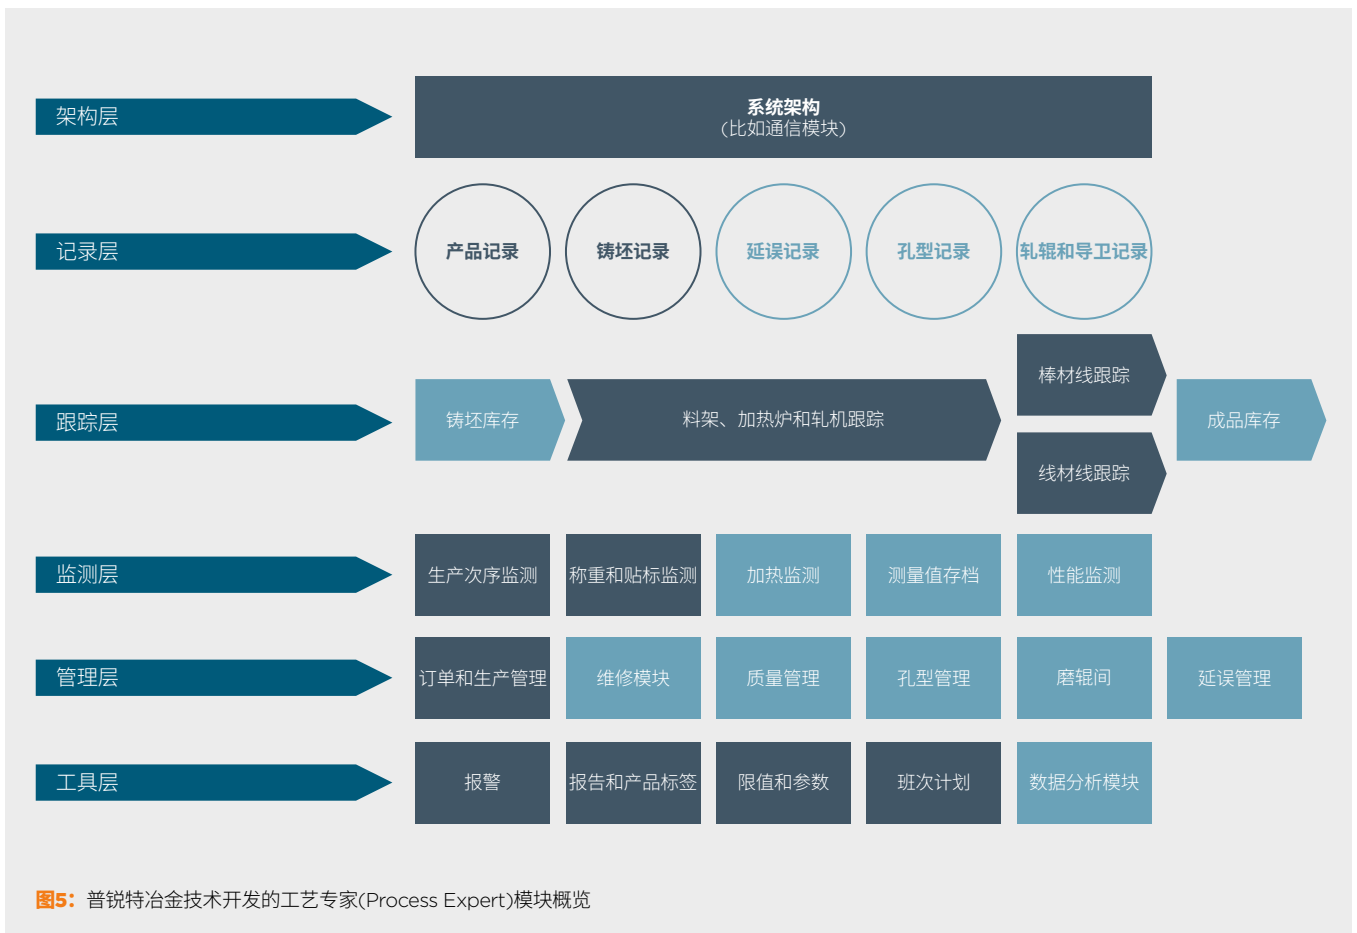 架构层
系统架构
(比如通信模块)
记录层
产品记录
铸坯记录
延误记录
孔型记录
轧辊和导卫记录
跟踪层
铸坯库存
料架、加热炉和轧机跟踪
棒材线跟踪
线材线跟踪
成品库存
监测层
生产次序监测
称重和贴标监测
加热监测
测量值存档
性能监测
管理层
订单和生产管理
维修模块
质量管理
孔型管理
磨辊间
延误管理
工具层
报警
报告和产品标签
限值和参数
班次计划
数据分析模块
图5：普锐特冶金技术开发的工艺专家(Process Expert)模块概览